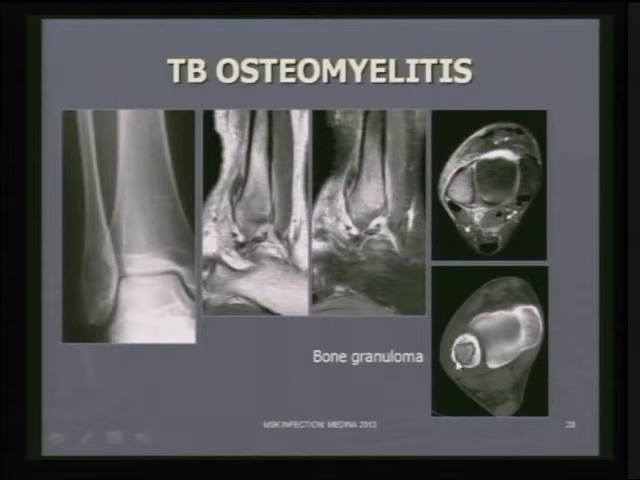 TB OSTEOMYELITIS
Bone granuloma
MSK INFECTION MEDINA 2013
28